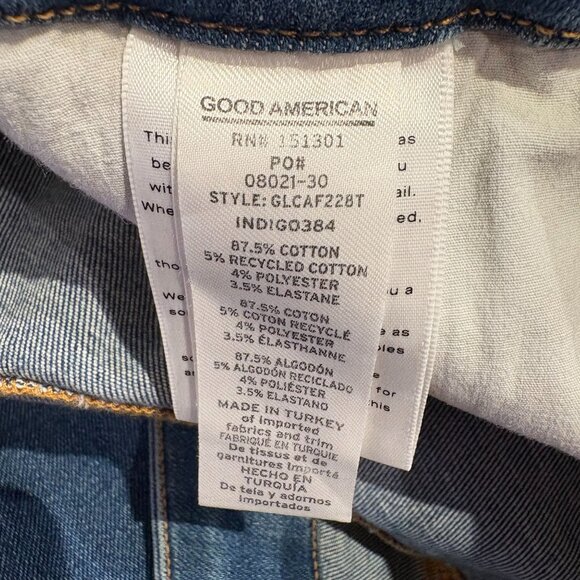 GOOD AMERICAN
RN# 151301
PO#
08021-30
STYLE: GLCAF228T
INDIGO384
87.5% COTTON
5% RECYCLED COTTON
4% POLYESTER
3.5% ELASTANE
87.5% COTON
5% COTON RECYCLÉ
4% POLYESTER
3.5% ÉLASTHANNE
87.5% ALGODÓN
5% ALGODÓN RECICLADO
4% POLIÉSTER
3.5% ELASTANO
MADE IN TURKEY
of imported
fabrics and trim
FABRIQUÉ EN TURQUIE
De tissus et de
garnitures importé
HECHO EN
TURQUÍA
De tela y adornos
importados